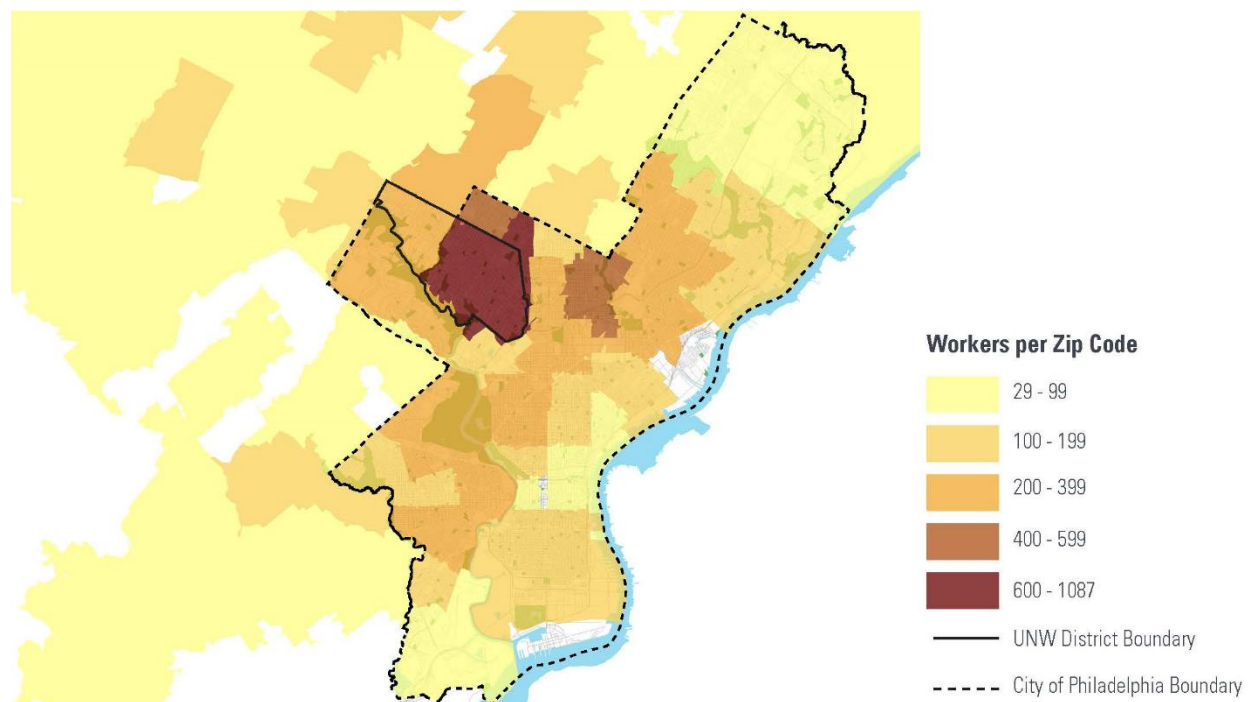 Workers per Zip Code
29 - 99
100 - 199
200 - 399
400 - 599
600 - 1087
UNW District Boundary
City of Philadelphia Boundary